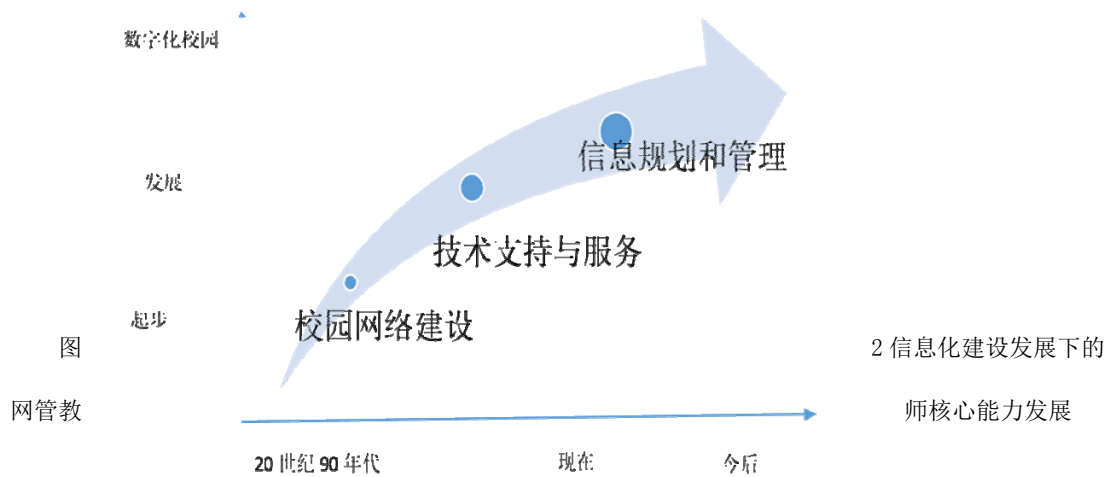 数字化校园
信息规划和管理
发展
技术支持与服务
起步
校园网络建设
图 2 信息化建设发展下的
网管教 师核心能力发展
20 世纪 90 年代 现在 今后